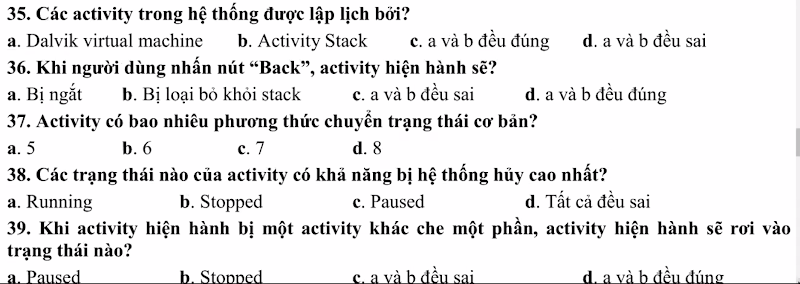 35. Các activity trong hệ thống được lập lịch bởi?
a. Dalvik virtual machine b. Activity Stack c. a và b đều đúng d. a và b đều sai
36. Khi người dùng nhấn nút “Back”, activity hiện hành sẽ?
a. Bị ngắt b. Bị loại bỏ khỏi stack c. a và b đều sai d. a và b đều đúng
37. Activity có bao nhiêu phương thức chuyển trạng thái cơ bản?
a. 5 b. 6 c. 7 d. 8
38. Các trạng thái nào của activity có khả năng bị hệ thống hủy cao nhất?
a. Running b. Stopped c. Paused d. Tất cả đều sai
39. Khi activity hiện hành bị một activity khác che một phần, activity hiện hành sẽ rơi vào
trạng thái nào?
a. Paused b. Stopped c. a và b đều sai d. a và b đều đúng